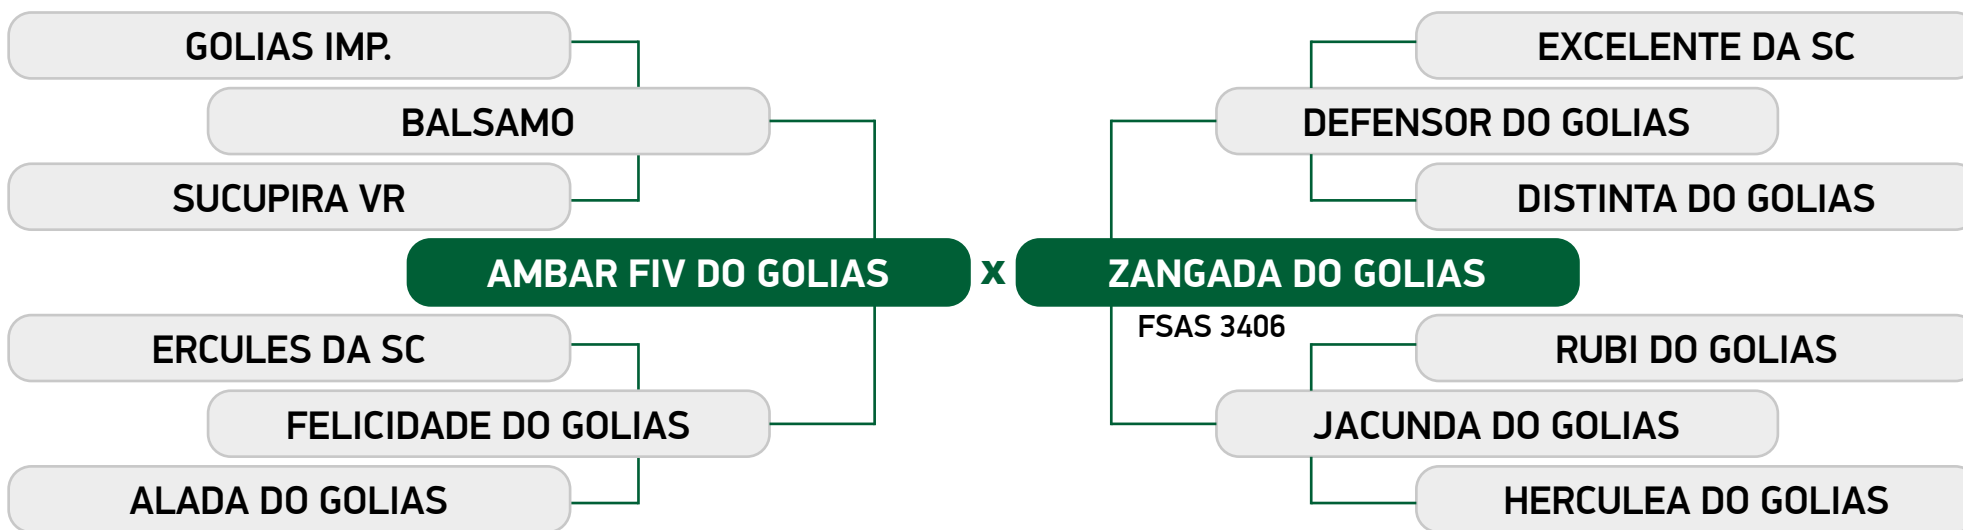 GOLIAS IMP.
EXCELENTE DA SC
BALSAMO
DEFENSOR DO GOLIAS
SUCUPIRA VR
DISTINTA DO GOLIAS
AMBAR FIV DO GOLIAS x ZANGADA DO GOLIAS
FSAS 3406
ERCULES DA SC
RUBI DO GOLIAS
FELICIDADE DO GOLIAS
JACUNDA DO GOLIAS
ALADA DO GOLIAS
HERCULEA DO GOLIAS